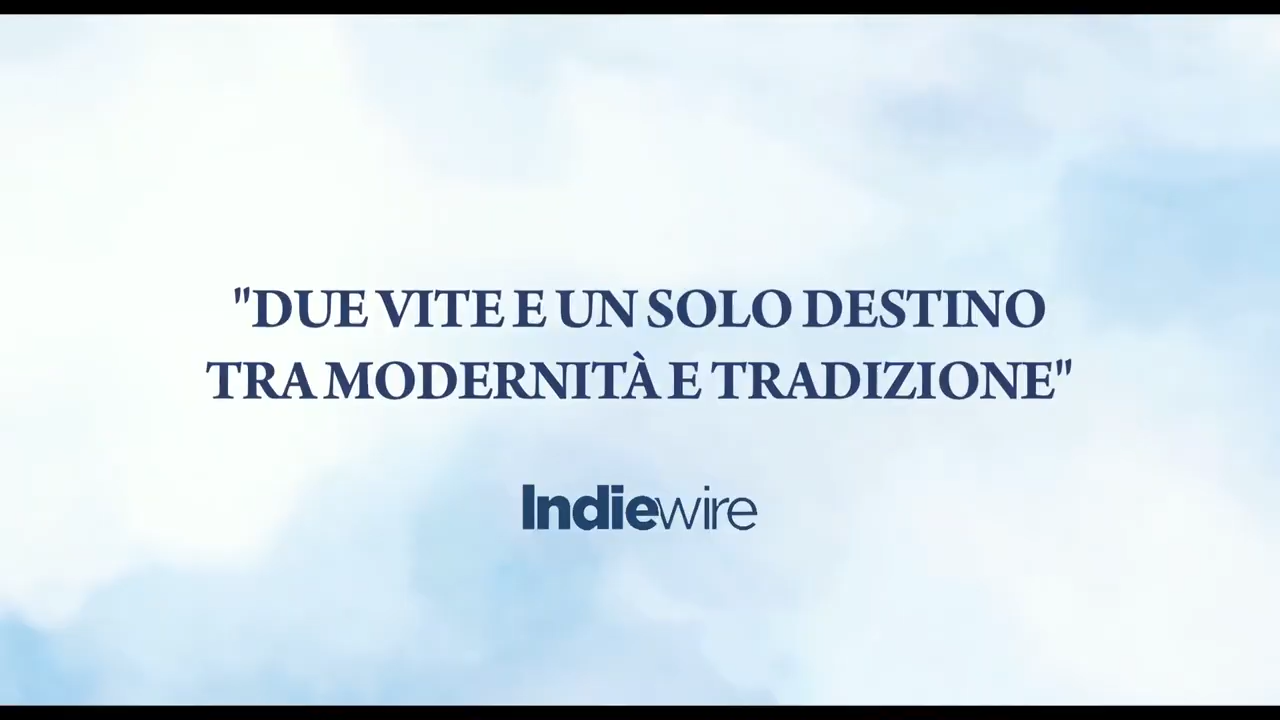 "DUE VITE E UN SOLO DESTINO
TRA MODERNITÀ E TRADIZIONE"
Indiewire